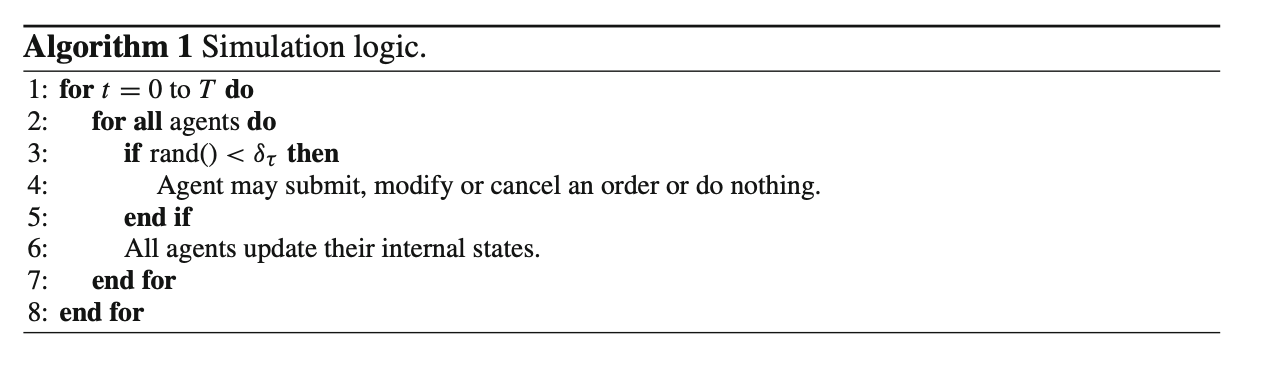 Algorithm 1 Simulation logic.
1: for t = 0 to T do
2: for all agents do
3: if rand() < δτ then
4: Agent may submit, modify or cancel an order or do nothing.
5: end if
6: All agents update their internal states.
7: end for
8: end for